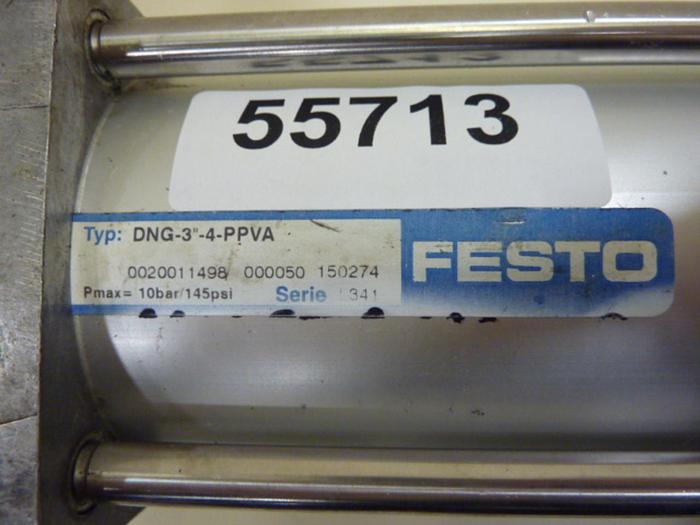 55713
Typ: DNG-3"-4-PPVA
0020011498 000050 150274
Pmax= 10bar/145psi Serie 341
FESTO